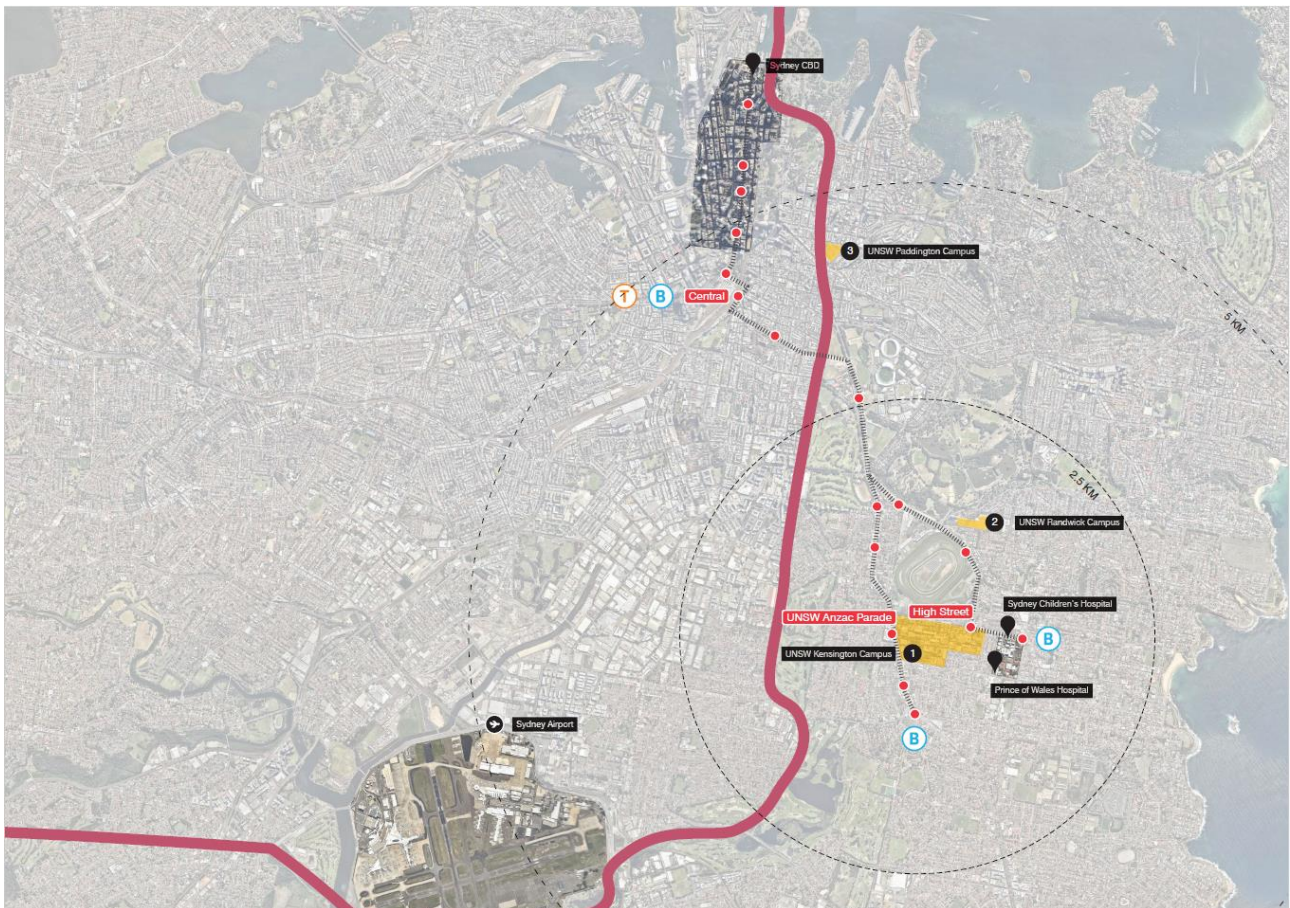 Sydney CBD
3
UNSW Paddington Campus
T
B
Central
5 KM
2.5 KM
2
UNSW Randwick Campus
Sydney Children's Hospital
High Street
UNSW Anzac Parade
B
UNSW Kensington Campus
1
Prince of Wales Hospital
Sydney Airport
B